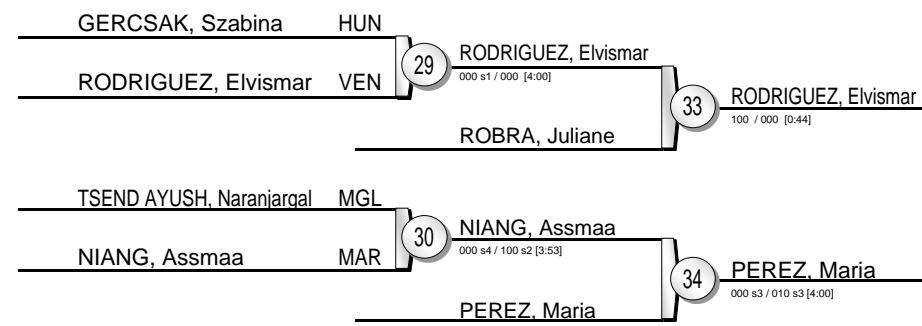 GERCSAK, Szabina HUN
29
RODRIGUEZ, Elvismar
000 s1 / 000 [4:00]
RODRIGUEZ, Elvismar VEN
33
RODRIGUEZ, Elvismar
100 / 000 [0:44]
ROBRA, Juliane
TSEND AYUSH, Naranjargal MGL
30
NIANG, Assmaa
000 s4 / 100 s2 [3:53]
NIANG, Assmaa MAR
34
PEREZ, Maria
000 s3 / 010 s3 [4:00]
PEREZ, Maria